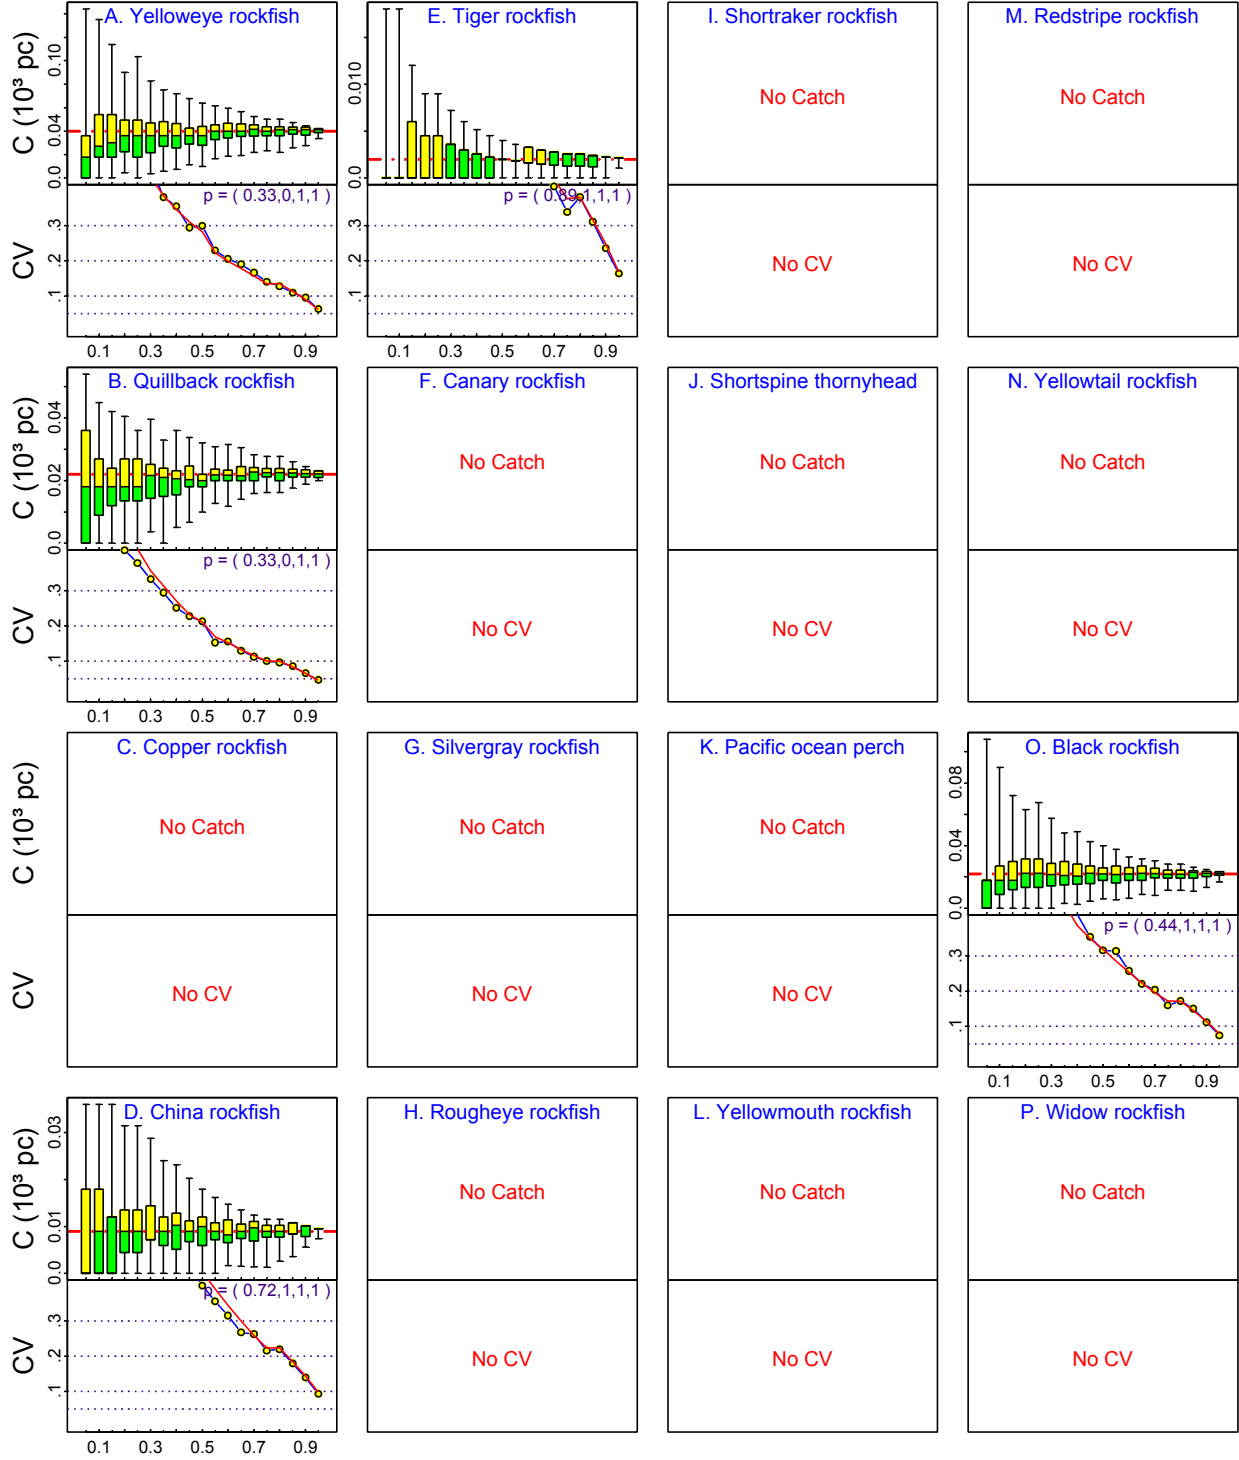 A. Yelloweye rockfish
C (10³ pc)
0.0 0.04 0.10
p = ( 0.33,0,1,1 )
CV
.1 .2 .3
0.1 0.3 0.5 0.7 0.9
E. Tiger rockfish
0.0 0.010
.1 .2 .3
0.1 0.3 0.5 0.7 0.9
I. Shortraker rockfish
No Catch
No CV
M. Redstripe rockfish
No Catch
No CV
B. Quillback rockfish
C (10³ pc)
0.0 0.02 0.04
p = ( 0.33,0,1,1 )
CV
.1 .2 .3
0.1 0.3 0.5 0.7 0.9
F. Canary rockfish
No Catch
No CV
J. Shortspine thornyhead
No Catch
No CV
N. Yellowtail rockfish
No Catch
No CV
C. Copper rockfish
C (10³ pc)
No Catch
CV
No CV
G. Silvergray rockfish
No Catch
No CV
K. Pacific ocean perch
No Catch
No CV
O. Black rockfish
0.0 0.04 0.08
p = ( 0.44,1,1,1 )
.1 .2 .3
0.1 0.3 0.5 0.7 0.9
D. China rockfish
C (10³ pc)
0.0 0.01 0.03
p = ( 0.72,1,1,1 )
CV
.1 .2 .3
0.1 0.3 0.5 0.7 0.9
H. Rougheye rockfish
No Catch
No CV
L. Yellowmouth rockfish
No Catch
No CV
P. Widow rockfish
No Catch
No CV